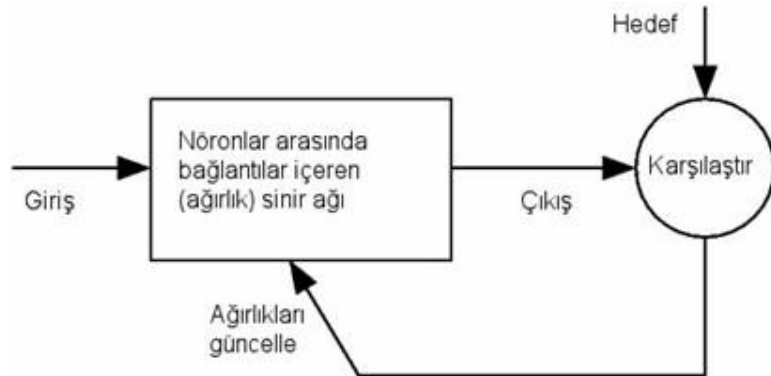 Hedef
Nöronlar arasında
bağlantılar içeren
(ağırlık) sinir ağı
Karşılaştır
Giriş
Çıkış
Ağırlıkları
güncelle